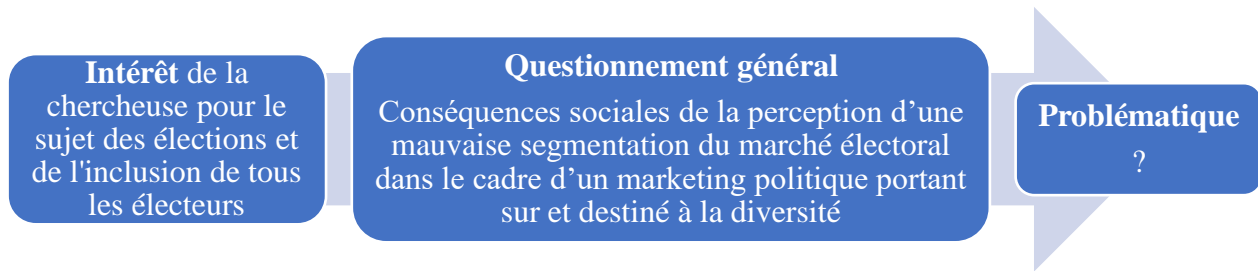 Intérêt de la
chercheuse pour le
sujet des élections et
de l'inclusion de tous
les électeurs
Questionnement général
Conséquences sociales de la perception d’une
mauvaise segmentation du marché électoral
dans le cadre d’un marketing politique portant
sur et destiné à la diversité
Problématique
?